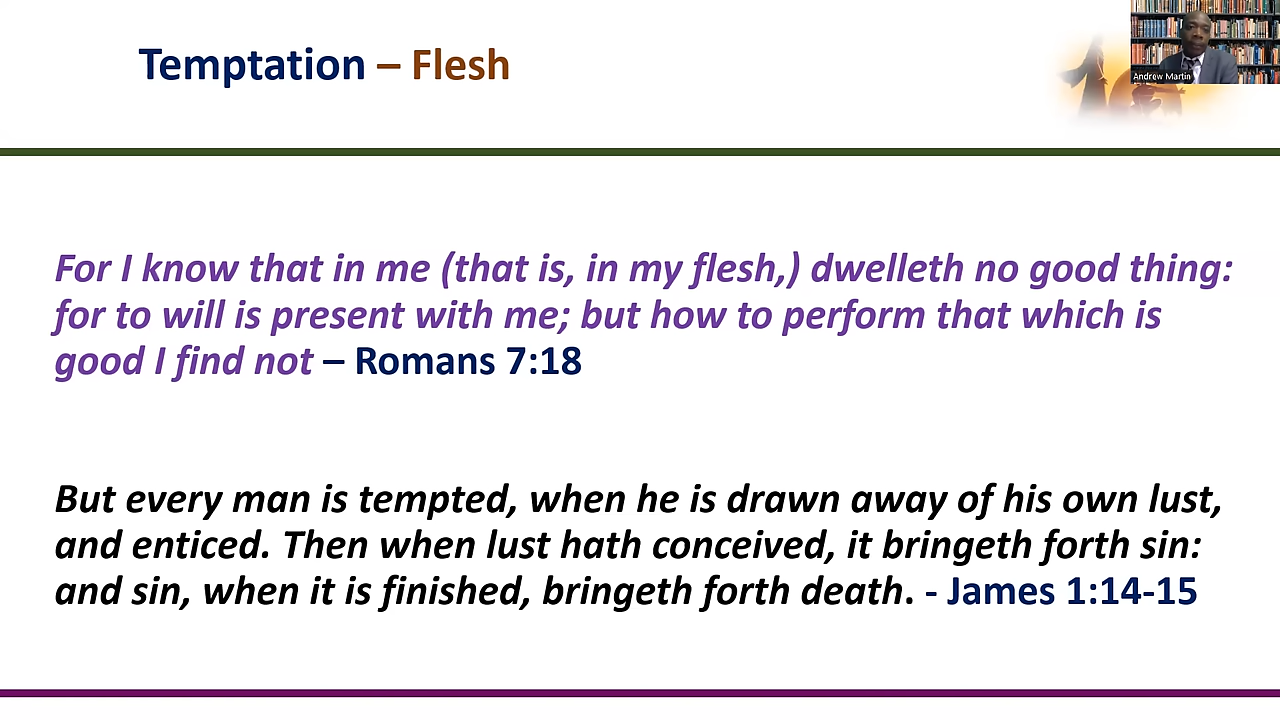 Temptation – Flesh
Andrew Martin
For I know that in me (that is, in my flesh,) dwelleth no good thing:
for to will is present with me; but how to perform that which is
good I find not – Romans 7:18
But every man is tempted, when he is drawn away of his own lust,
and enticed. Then when lust hath conceived, it bringeth forth sin:
and sin, when it is finished, bringeth forth death. - James 1:14-15